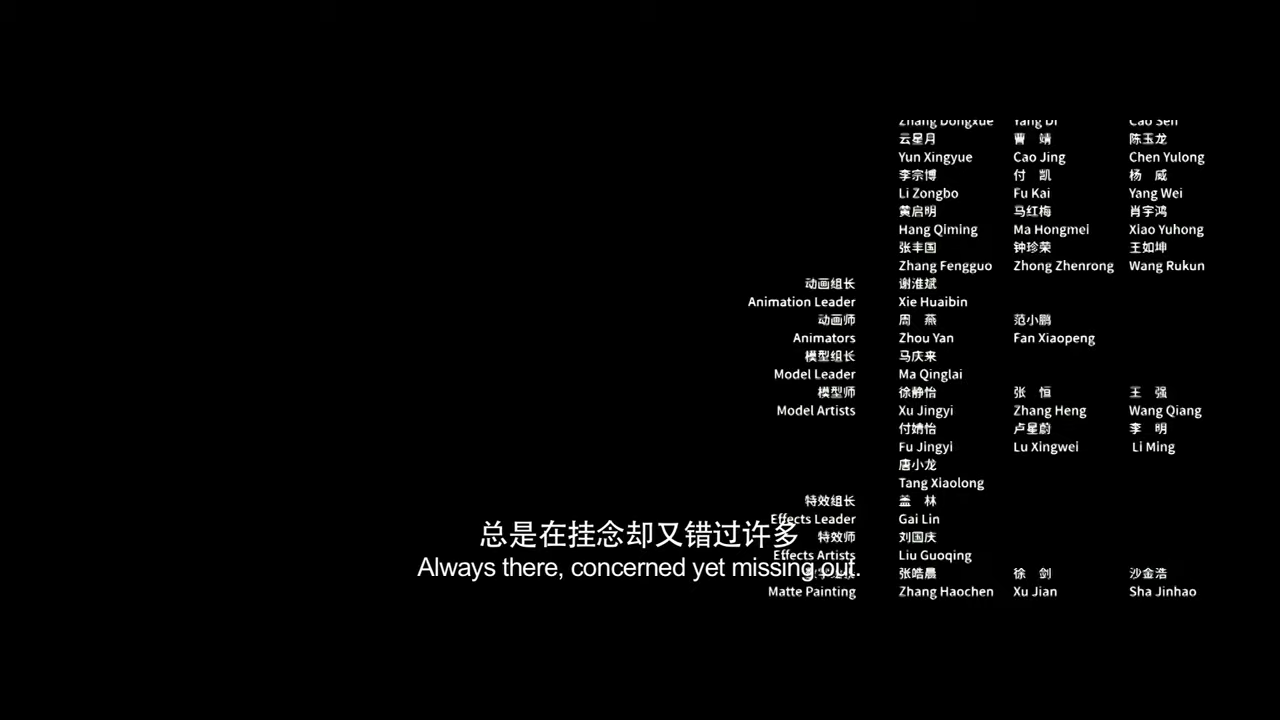 Zhang Dongxue Yang Di Cao Sen
云星月 曹 靖 陈玉龙
Yun Xingyue Cao Jing Chen Yulong
李宗博 付 凯 杨 威
Li Zongbo Fu Kai Yang Wei
黄启明 马红梅 肖宇鸿
Hang Qiming Ma Hongmei Xiao Yuhong
张丰国 钟珍荣 王如坤
Zhang Fengguo Zhong Zhenrong Wang Rukun
动画组长 谢淮斌
Animation Leader Xie Huaibin
动画师 周 燕 范小鹏
Animators Zhou Yan Fan Xiaopeng
模型组长 马庆来
Model Leader Ma Qinglai
模型师 徐静怡 张 恒 王 强
Model Artists Xu Jingyi Zhang Heng Wang Qiang
付婧怡 卢星蔚 李 明
Fu Jingyi Lu Xingwei Li Ming
唐小龙
Tang Xiaolong
特效组长 盖 林
Effects Leader Gai Lin
特效师 刘国庆
Effects Artists Liu Guoqing
张皓晨 徐 剑 沙金浩
Matte Painting Zhang Haochen Xu Jian Sha Jinhao
总是在挂念却又错过许多
Always there, concerned yet missing out.